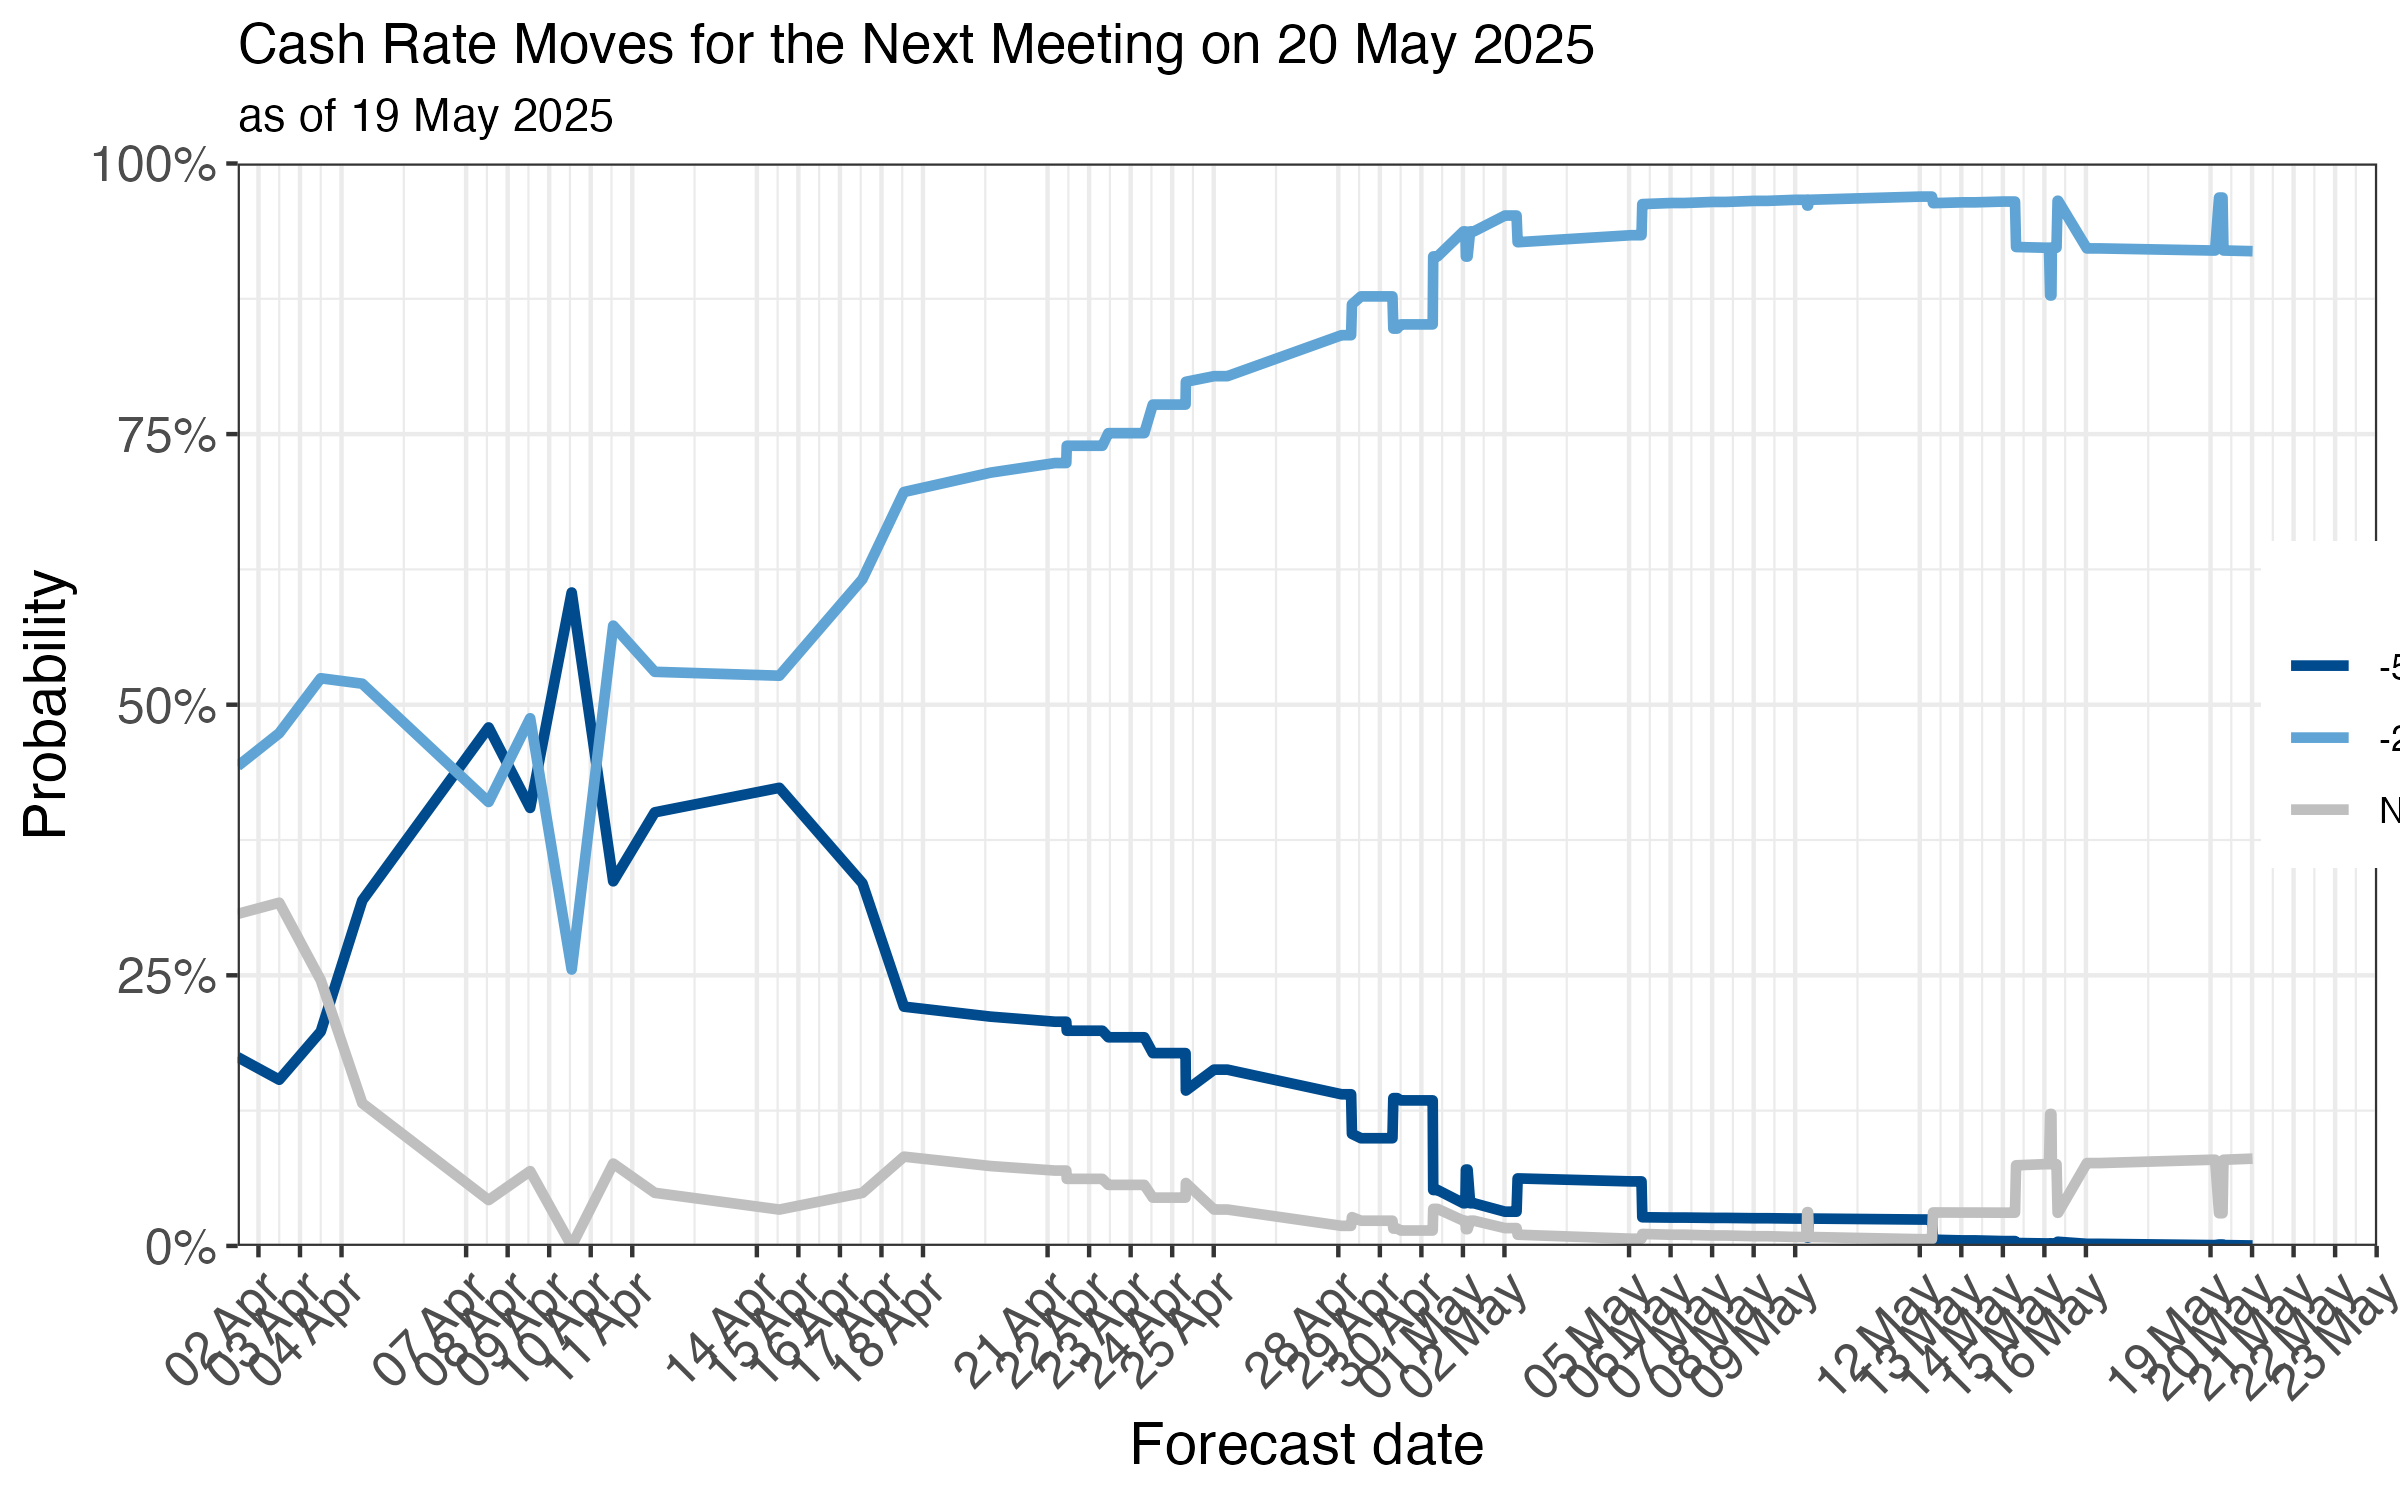 Cash Rate Moves for the Next Meeting on 20 May 2025
as of 19 May 2025
100%
75%
50%
25%
0%
Probability
-5
-2
N
02 Apr
03 Apr
04 Apr
07 Apr
08 Apr
09 Apr
10 Apr
11 Apr
14 Apr
15 Apr
16 Apr
17 Apr
18 Apr
21 Apr
22 Apr
23 Apr
24 Apr
25 Apr
28 Apr
29 Apr
30 Apr
01 May
02 May
05 May
06 May
07 May
08 May
09 May
12 May
13 May
14 May
15 May
16 May
19 May
20 May
21 May
22 May
23 May
Forecast date